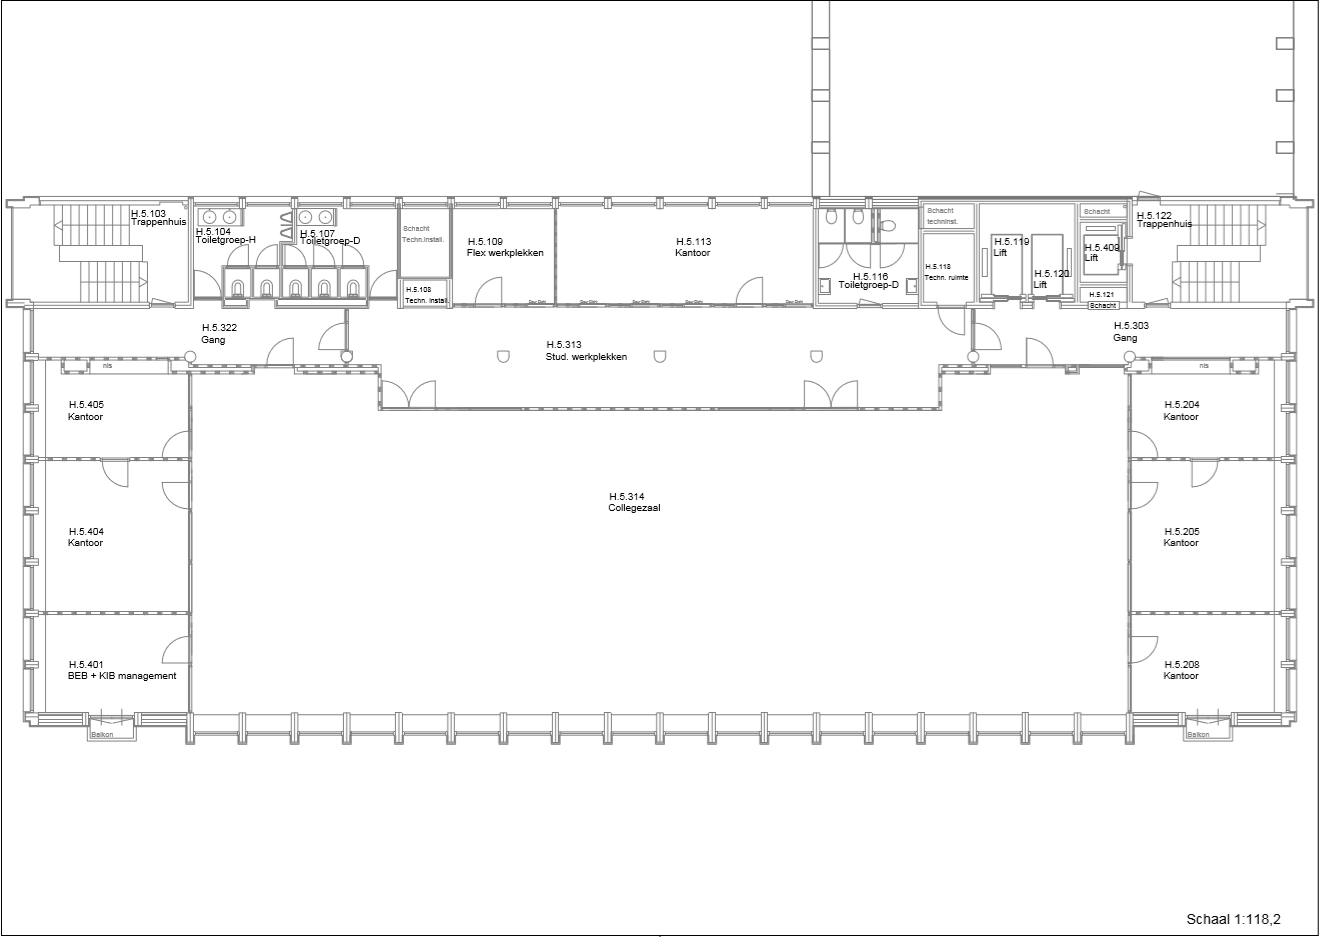 H.5.103
Trappenhuis
H.5.104
Toiletgroep-H
H.5.107
Toiletgroep-D
Schacht
Techn.Install.
H.5.108
Techn. Install.
H.5.109
Flex werkplekken
H.5.113
Kantoor
H.5.116
Toiletgroep-D
Schacht
techninst.
H.5.118
Techn. ruimte
H.5.119
Lift
H.5.120
Lift
Schacht
H.5.409
Lift
H.5.121
Schacht
H.5.122
Trappenhuis
H.5.322
Gang
H.5.313
Stud. werkplekken
H.5.303
Gang
nis
nis
H.5.405
Kantoor
H.5.204
Kantoor
H.5.314
Collegezaal
H.5.404
Kantoor
H.5.205
Kantoor
H.5.401
BEB + KIB management
H.5.208
Kantoor
Balkon
Balkon
Schaal 1:118,2